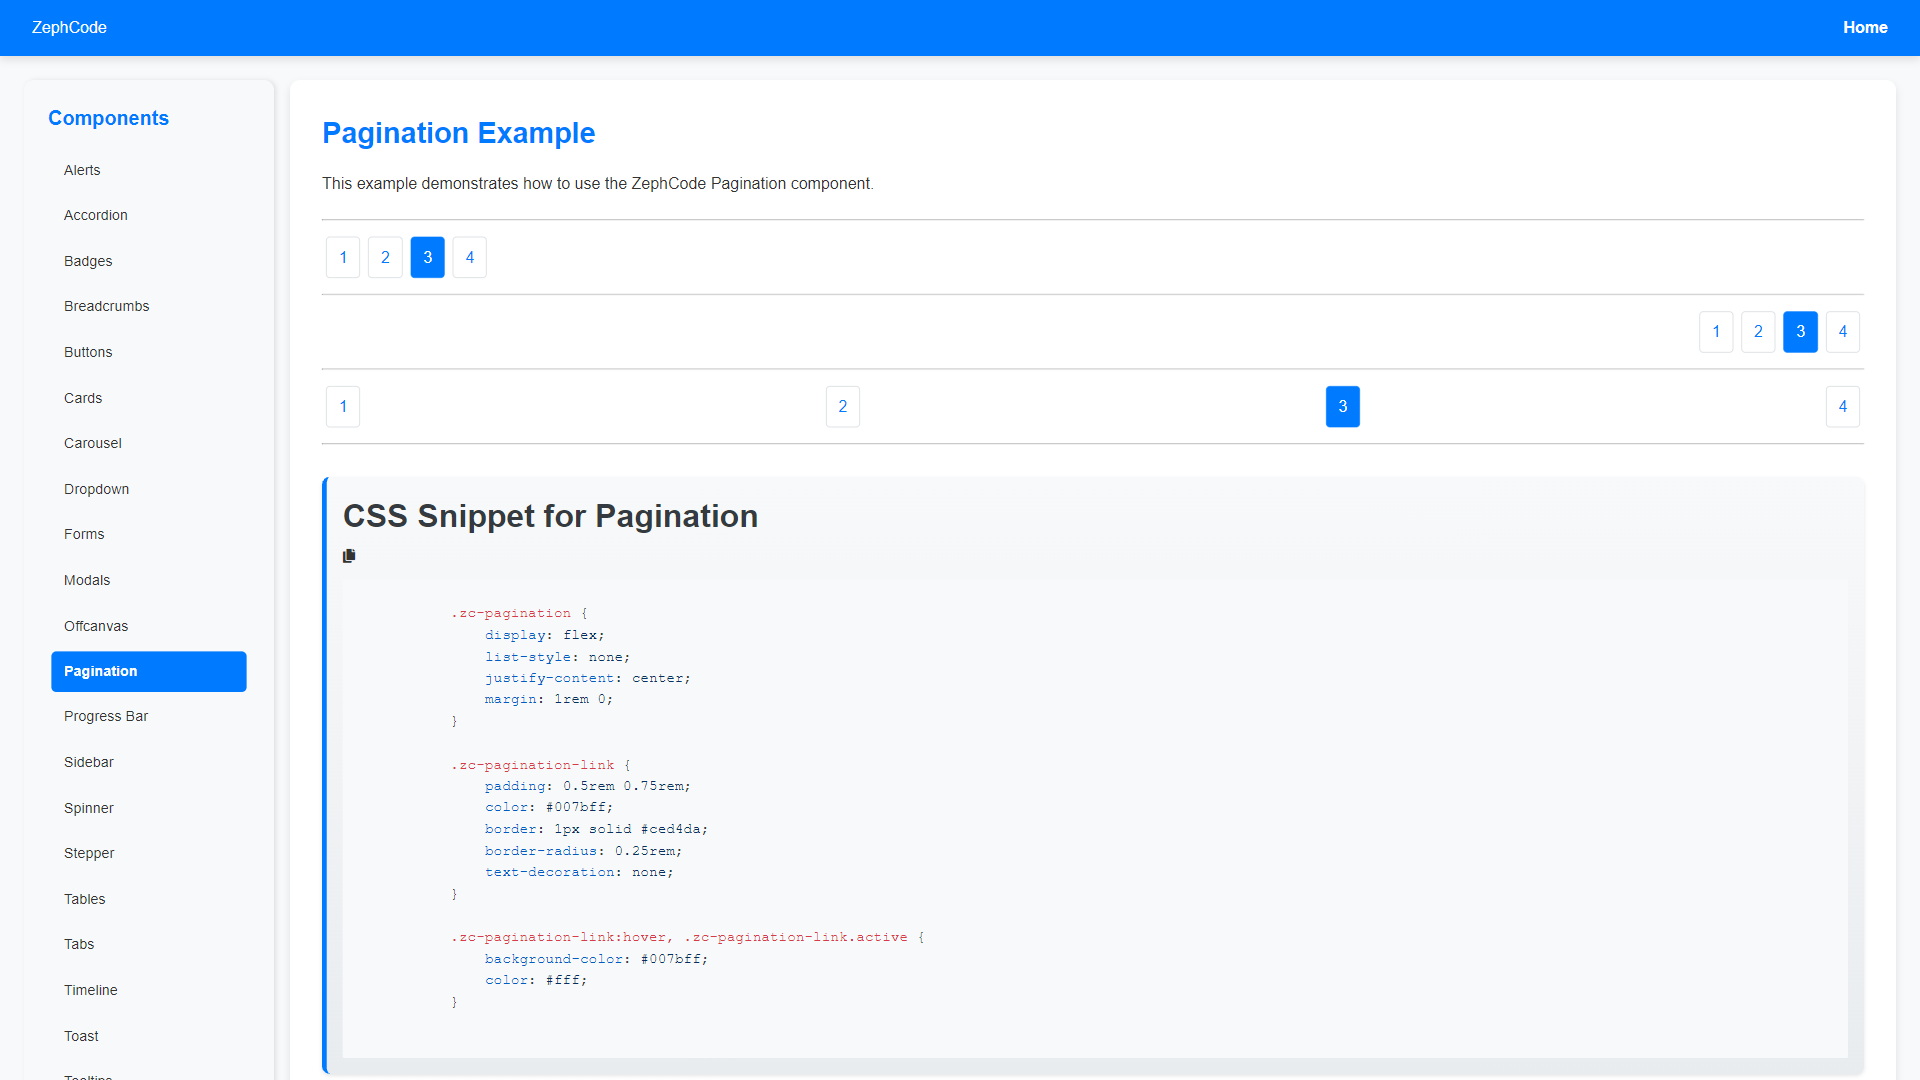 ZephCode
Home
Components
Alerts
Accordion
Badges
Breadcrumbs
Buttons
Cards
Carousel
Dropdown
Forms
Modals
Offcanvas
Pagination
Progress Bar
Sidebar
Spinner
Stepper
Tables
Tabs
Timeline
Toast
Pagination Example
This example demonstrates how to use the ZephCode Pagination component.
1 2 3 4
1 2 3 4
1 2 3 4
CSS Snippet for Pagination
.zc-pagination {
display: flex;
list-style: none;
justify-content: center;
margin: 1rem 0;
}
.zc-pagination-link {
padding: 0.5rem 0.75rem;
color: #007bff;
border: 1px solid #ced4da;
border-radius: 0.25rem;
text-decoration: none;
}
.zc-pagination-link:hover, .zc-pagination-link.active {
background-color: #007bff;
color: #fff;
}